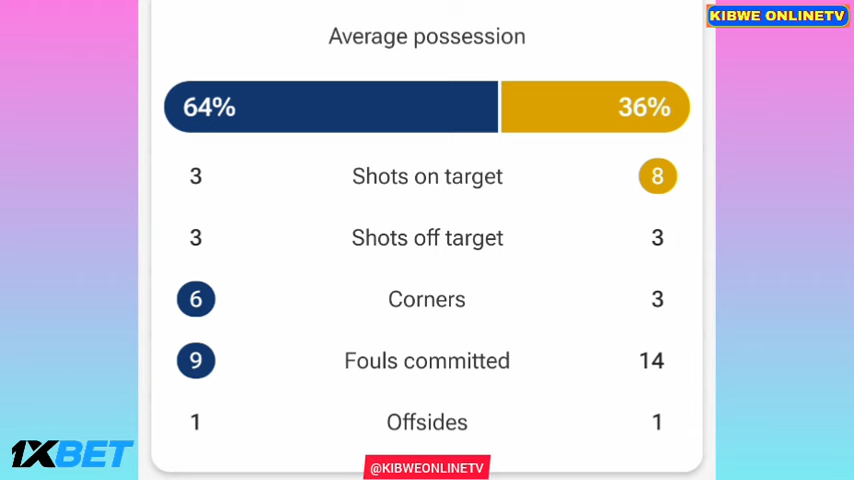 KIBWE ONLINETV
Average possession
64% 36%
3 Shots on target 8
3 Shots off target 3
6 Corners 3
9 Fouls committed 14
1 Offsides 1
1XBET
@KIBWEONLINETV